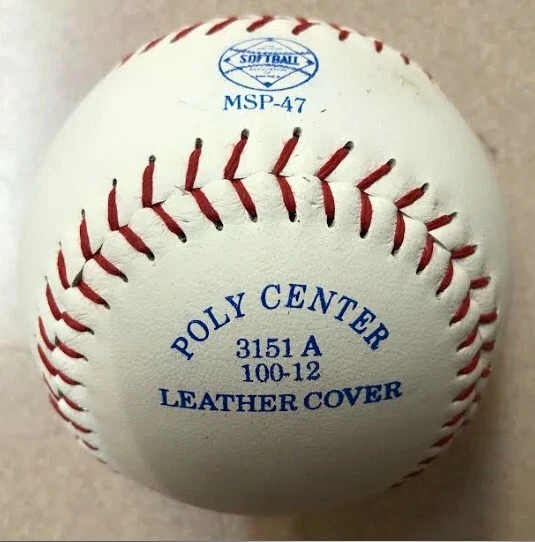 SOFTBALL
MSP-47
POLY CENTER
3151 A
100-12
LEATHER COVER